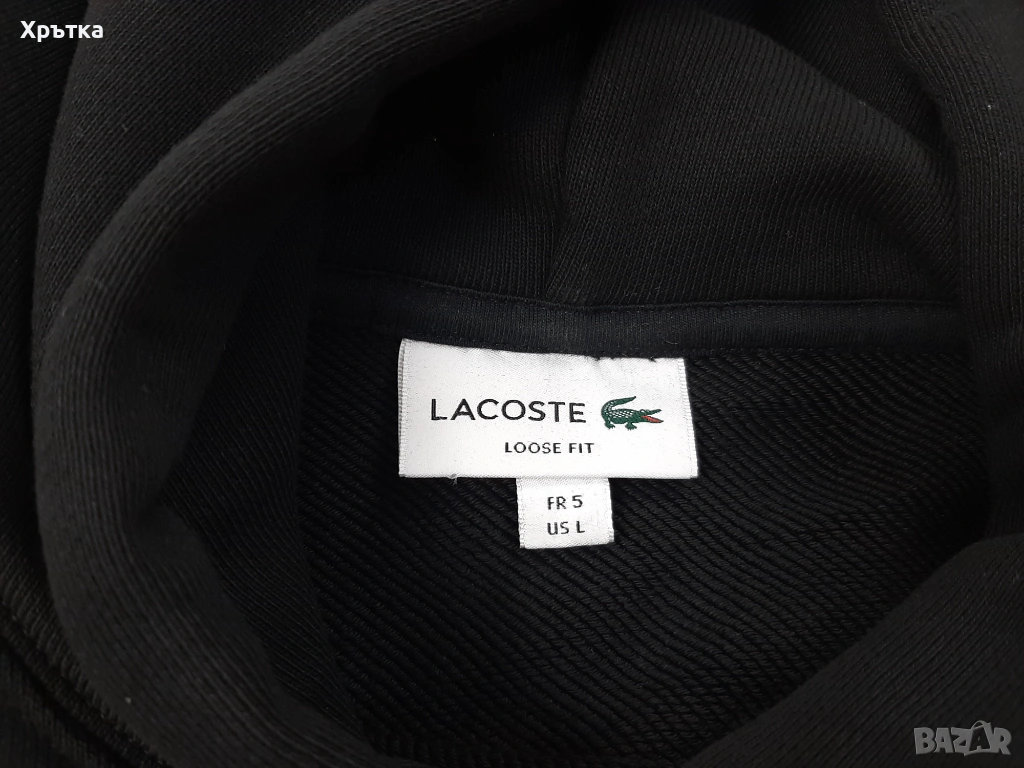 Хрътка
LACOSTE
LOOSE FIT
FR 5
US L
BAZAR